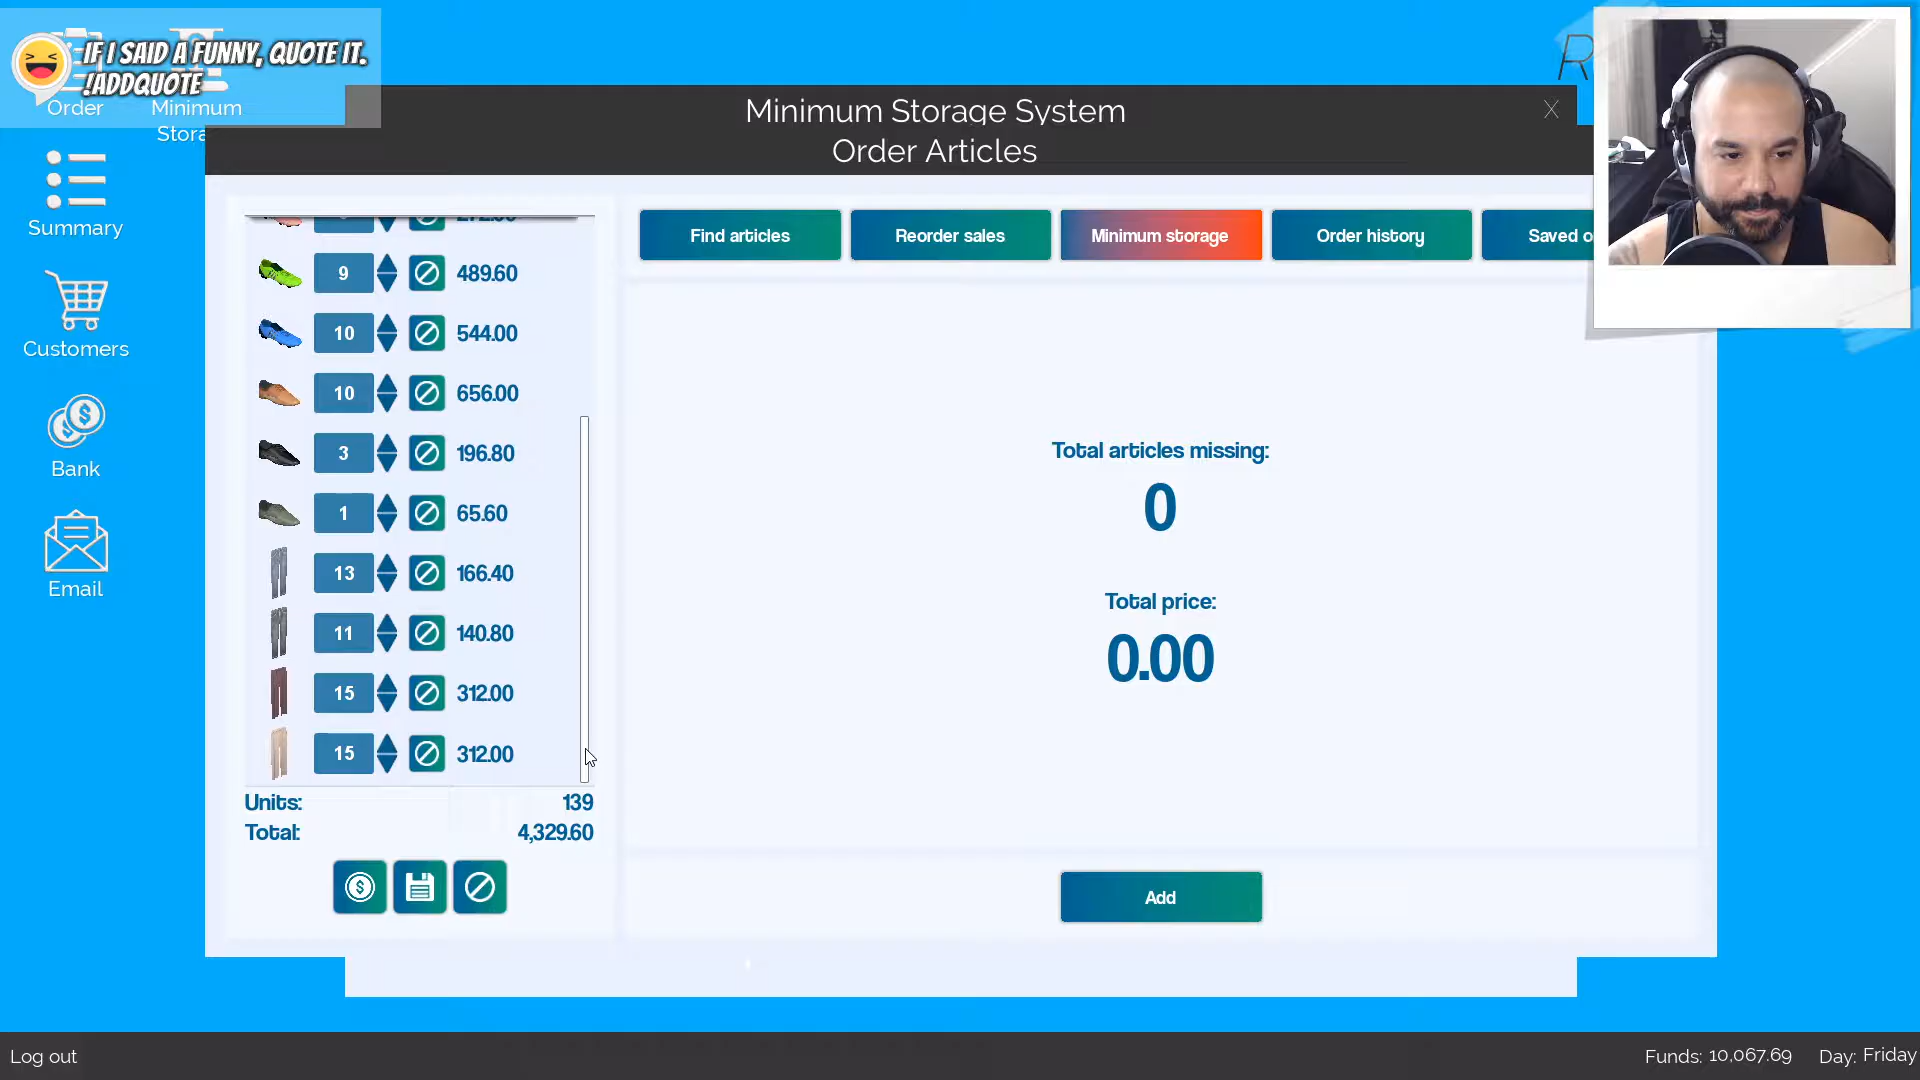 IF I SAID A FUNNY, QUOTE IT.
!ADDQUOTE
Order
Minimum
R
Minimum Storage System
X
Order Articles
Summary
Customers
Bank
Email
Find articles
Reorder sales
Minimum storage
Order history
Saved
9
489.60
10
544.00
10
656.00
3
196.80
1
65.60
13
166.40
11
140.80
15
312.00
15
312.00
Units:
139
Total:
4,329.60
Total articles missing:
0
Total price:
0.00
Add
Log out
Funds: 10,067.69
Day: Friday